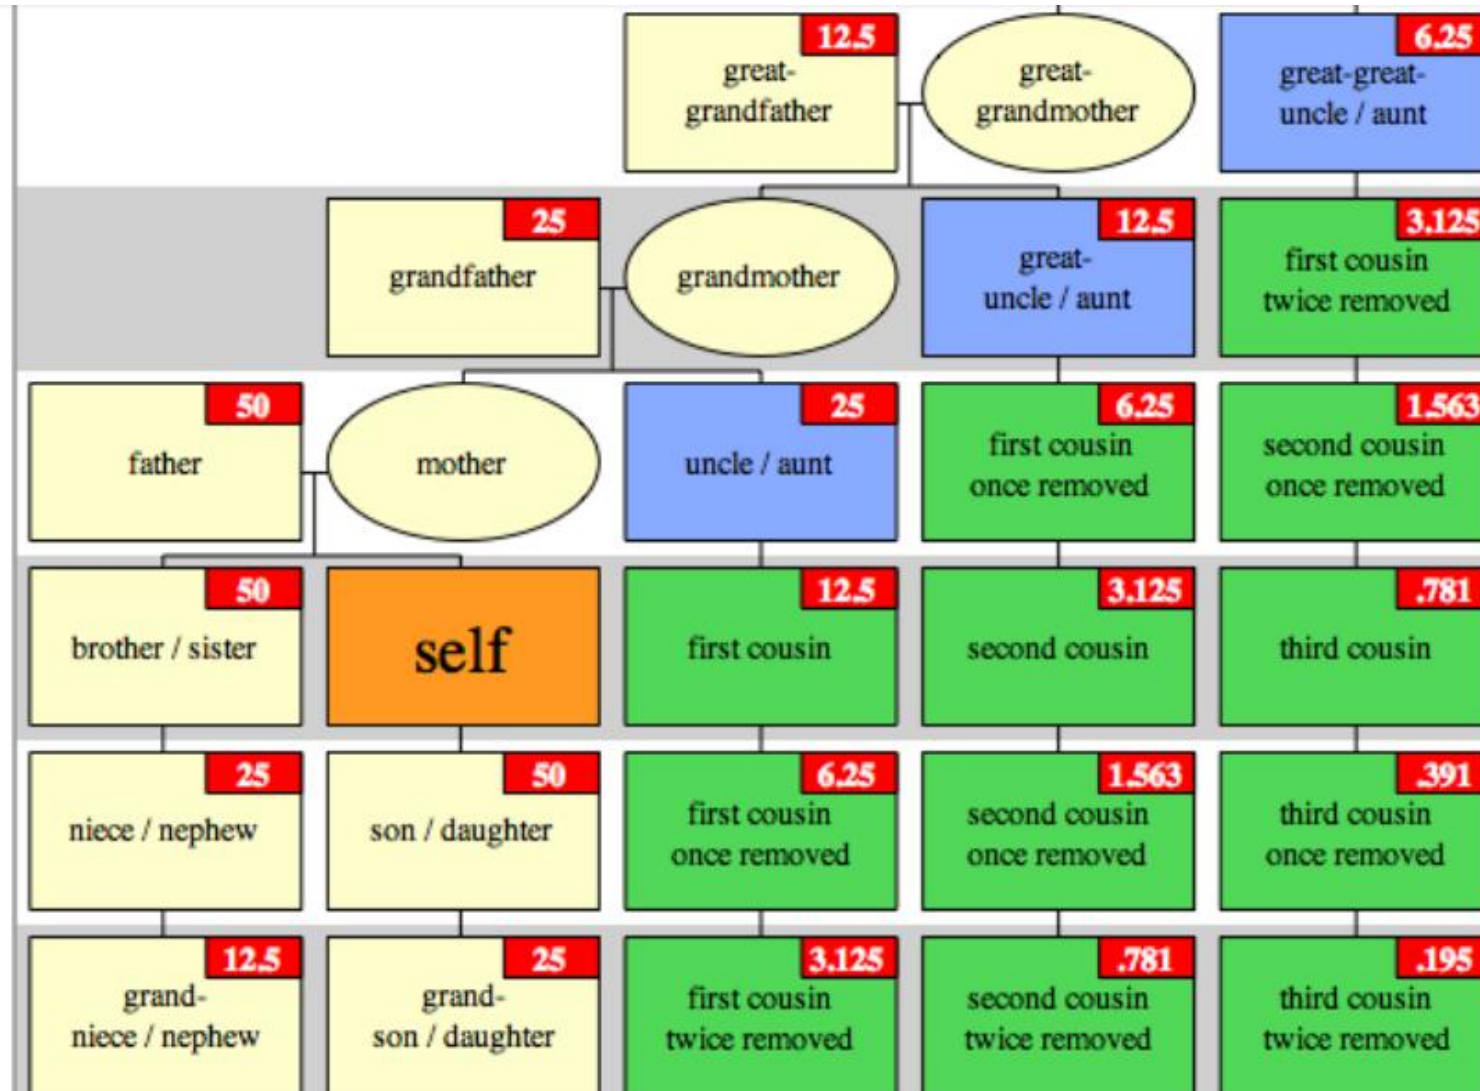 12.5
great-
grandfather
great-
grandmother
6.25
great-great-
uncle / aunt
25
grandfather
grandmother
12.5
great-
uncle / aunt
3.125
first cousin
twice removed
50
father
mother
25
uncle / aunt
6.25
first cousin
once removed
1.563
second cousin
once removed
50
brother / sister
self
12.5
first cousin
3.125
second cousin
.781
third cousin
25
niece / nephew
50
son / daughter
6.25
first cousin
once removed
1.563
second cousin
once removed
.391
third cousin
once removed
12.5
grand-
niece / nephew
25
grand-
son / daughter
3.125
first cousin
twice removed
.781
second cousin
twice removed
.195
third cousin
twice removed